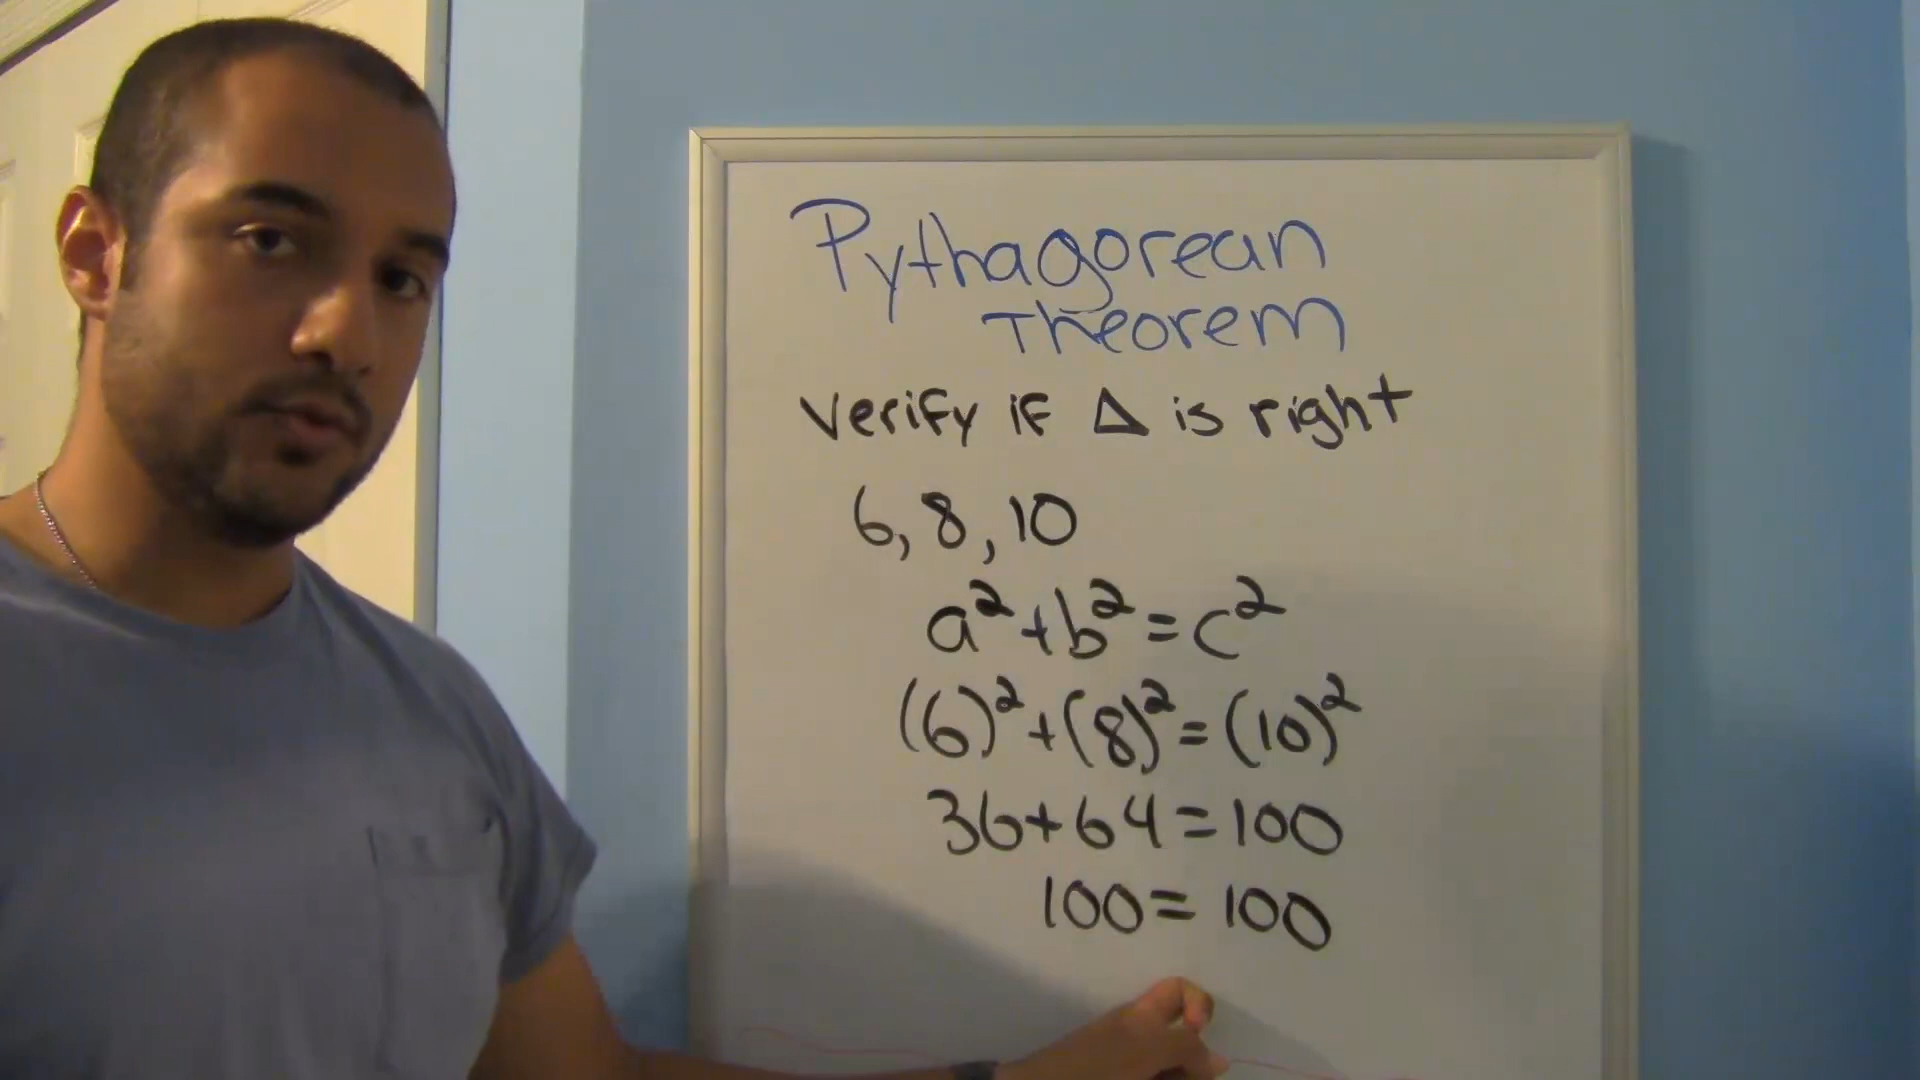 Pythagorean
Theorem
Verify if Δ is right
6, 8, 10
a²+b²=c²
(6)²+(8)²=(10)²
36+64=100
100=100